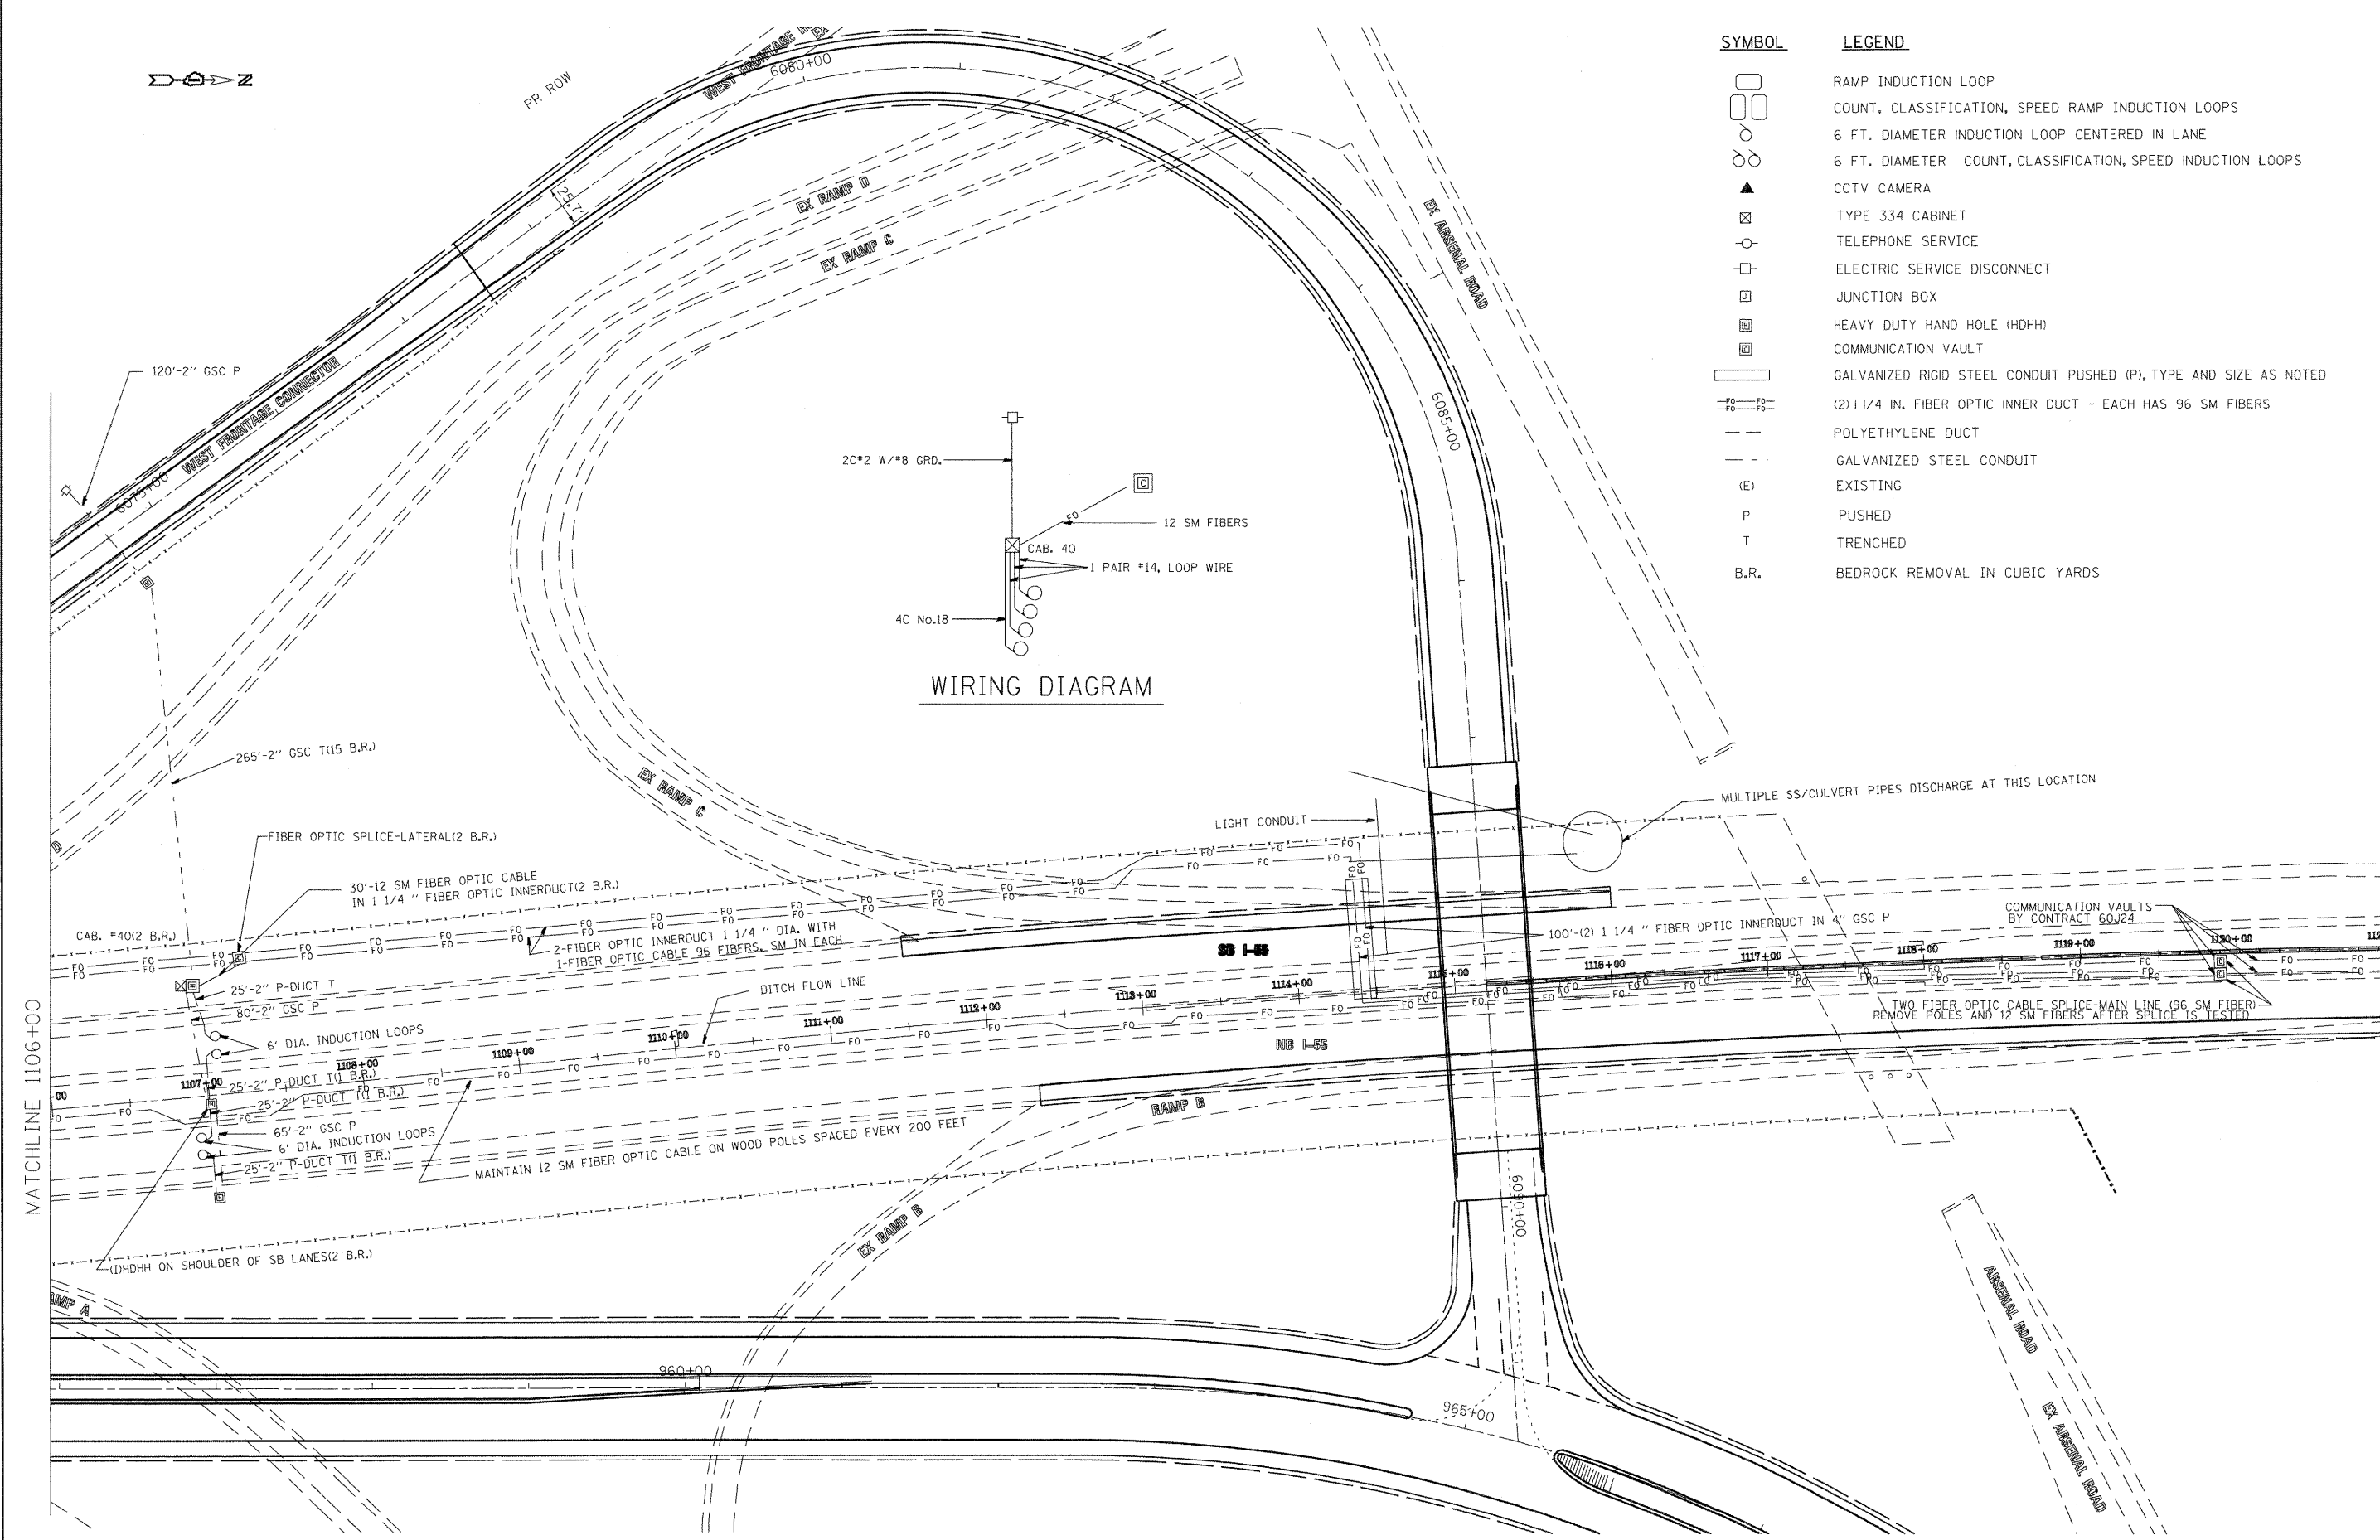 SYMBOL LEGEND
RAMP INDUCTION LOOP
COUNT, CLASSIFICATION, SPEED RAMP INDUCTION LOOPS
6 FT. DIAMETER INDUCTION LOOP CENTERED IN LANE
6 FT. DIAMETER COUNT, CLASSIFICATION, SPEED INDUCTION LOOPS
CCTV CAMERA
TYPE 334 CABINET
TELEPHONE SERVICE
ELECTRIC SERVICE DISCONNECT
J JUNCTION BOX
H HEAVY DUTY HAND HOLE (HDHH)
C COMMUNICATION VAULT
GALVANIZED RIGID STEEL CONDUIT PUSHED (P), TYPE AND SIZE AS NOTED
FO FO FO FO (2) 1 1/4 IN. FIBER OPTIC INNER DUCT - EACH HAS 96 SM FIBERS
POLYETHYLENE DUCT
GALVANIZED STEEL CONDUIT
(E) EXISTING
P PUSHED
T TRENCHED
B.R. BEDROCK REMOVAL IN CUBIC YARDS
N
PR ROW
6080+00
25.7'
EX RAMP D
EX RAMP C
EX ARSENAL ROAD
120'-2" GSC P
WEST FRONTAGE CONNECTOR
6075+00
6085+00
2C#2 W/#8 GRD.
C
FO
12 SM FIBERS
CAB. 40
1 PAIR #14, LOOP WIRE
4C No.18
WIRING DIAGRAM
265'-2" GSC T(15 B.R.)
EX RAMP C
D
MULTIPLE SS/CULVERT PIPES DISCHARGE AT THIS LOCATION
LIGHT CONDUIT
FIBER OPTIC SPLICE-LATERAL(2 B.R.)
30'-12 SM FIBER OPTIC CABLE
IN 1 1/4 " FIBER OPTIC INNERDUCT(2 B.R.)
CAB. #40(2 B.R.)
2-FIBER OPTIC INNERDUCT 1 1/4 " DIA. WITH
1-FIBER OPTIC CABLE 96 FIBERS, SM IN EACH
100'-(2) 1 1/4 " FIBER OPTIC INNERDUCT IN 4" GSC P
COMMUNICATION VAULTS
BY CONTRACT 60J24
SB I-55
25'-2" P-DUCT T
80'-2" GSC P
DITCH FLOW LINE
6' DIA. INDUCTION LOOPS
1107+00
1108+00
1109+00
1110+00
1111+00
1112+00
1113+00
1114+00
1115+00
1116+00
1117+00
1118+00
1119+00
1120+00
TWO FIBER OPTIC CABLE SPLICE-MAIN LINE (96 SM FIBER)
REMOVE POLES AND 12 SM FIBERS AFTER SPLICE IS TESTED
NB I-55
25'-2" P-DUCT T(1 B.R.)
25'-2" P-DUCT T(1 B.R.)
65'-2" GSC P
6' DIA. INDUCTION LOOPS
25'-2" P-DUCT T(1 B.R.)
MAINTAIN 12 SM FIBER OPTIC CABLE ON WOOD POLES SPACED EVERY 200 FEET
RAMP B
MATCHLINE 1106+00
(1)HDHH ON SHOULDER OF SB LANES(2 B.R.)
EX RAMP B
6090+00
AMP A
960+00
965+00
ARSENAL ROAD
EX ARSENAL ROAD